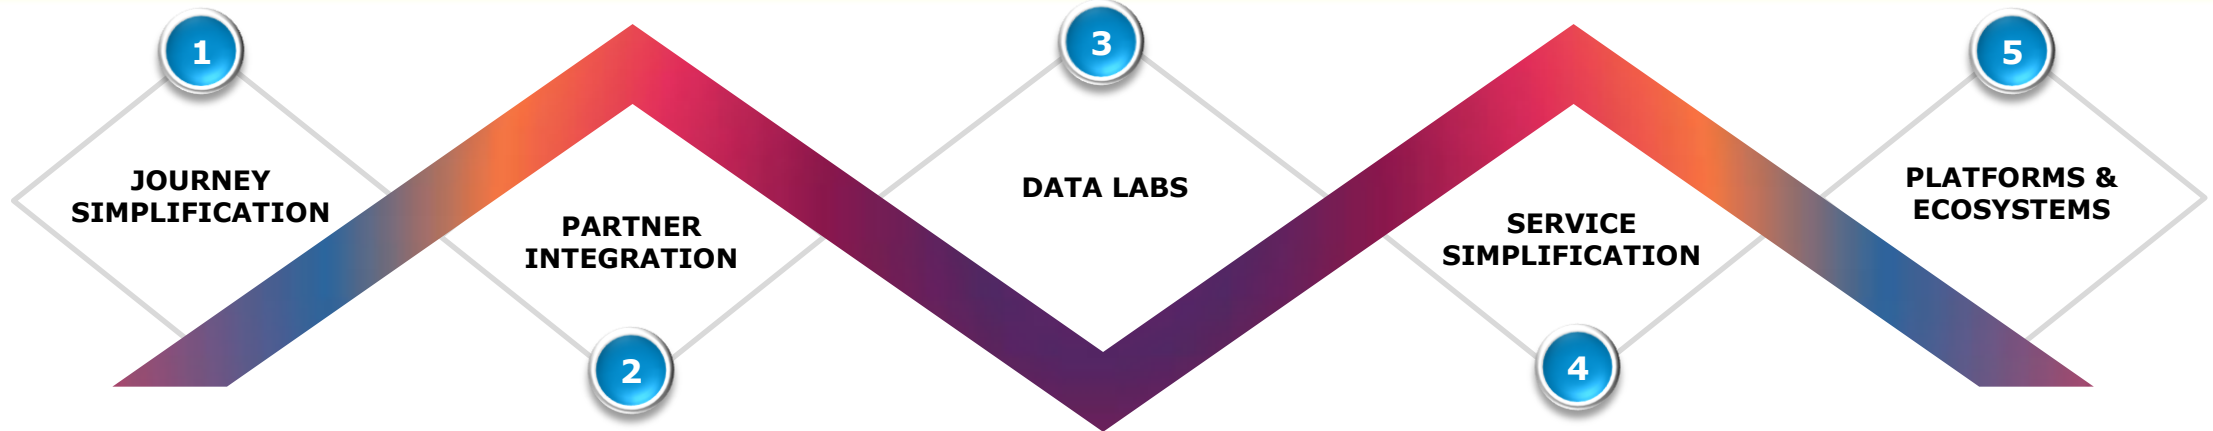 1
JOURNEY
SIMPLIFICATION
2
PARTNER
INTEGRATION
3
DATA LABS
4
SERVICE
SIMPLIFICATION
5
PLATFORMS &
ECOSYSTEMS